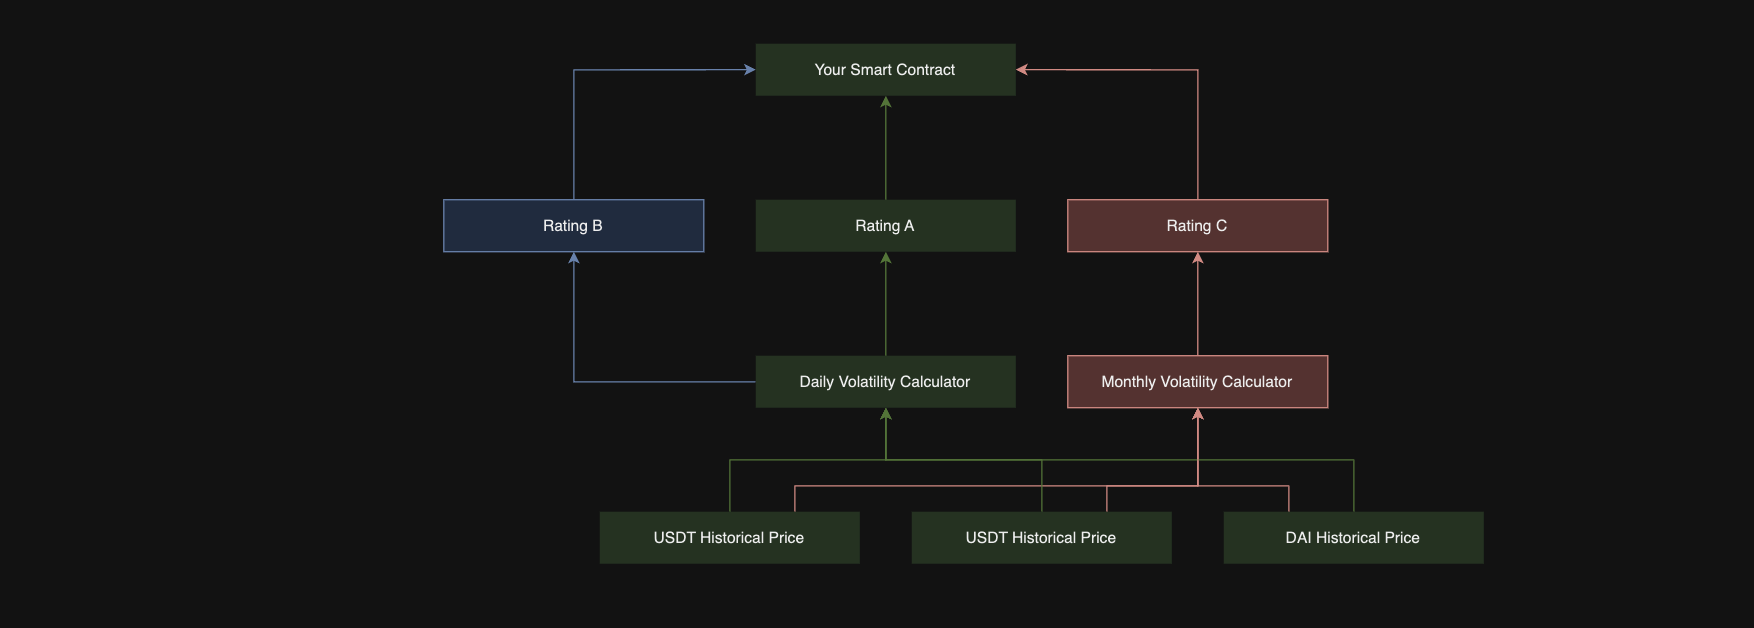 Your Smart Contract
Rating B
Rating A
Rating C
Daily Volatility Calculator
Monthly Volatility Calculator
USDT Historical Price
USDT Historical Price
DAI Historical Price